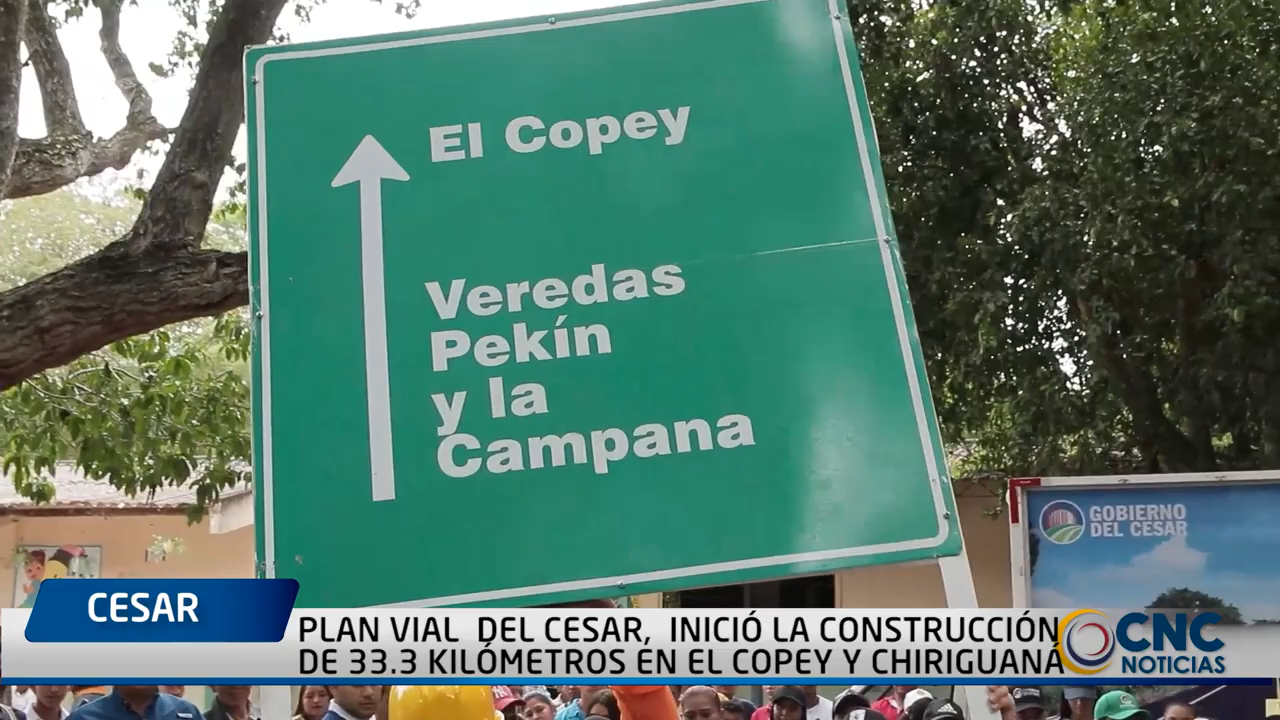 El Copey
Veredas
Pekín
y la
Campana
GOBIERNO
DEL CESAR
CESAR
PLAN VIAL DEL CESAR, INICIÓ LA CONSTRUCCIÓN
DE 33.3 KILÓMETROS EN EL COPEY Y CHIRIGUANÁ
CNC
NOTICIAS